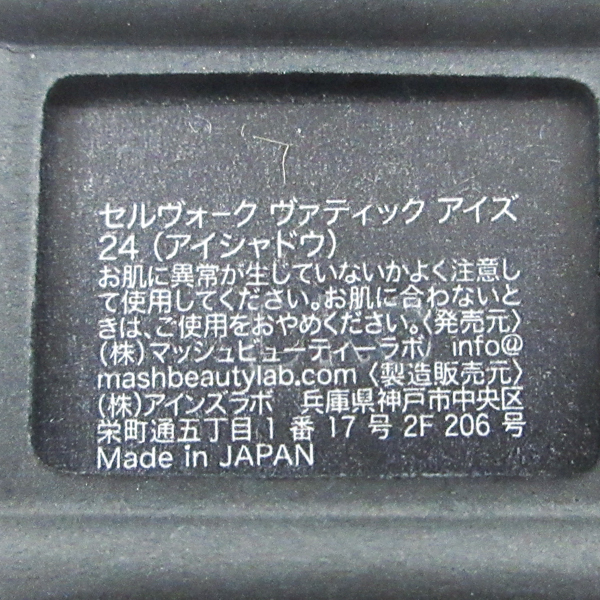 セルヴォーク ヴァティック アイズ
24（アイシャドウ）
お肌に異常が生じていないかよく注意し
て使用してください。お肌に合わないと
きは、ご使用をおやめください。〈発売元〉
（株）マッシュビューティーラボ info@
mashbeautylab.com〈製造販売元〉
（株）アインズラボ 兵庫県神戸市中央区
栄町通五丁目1番17号2F 206号
Made in JAPAN